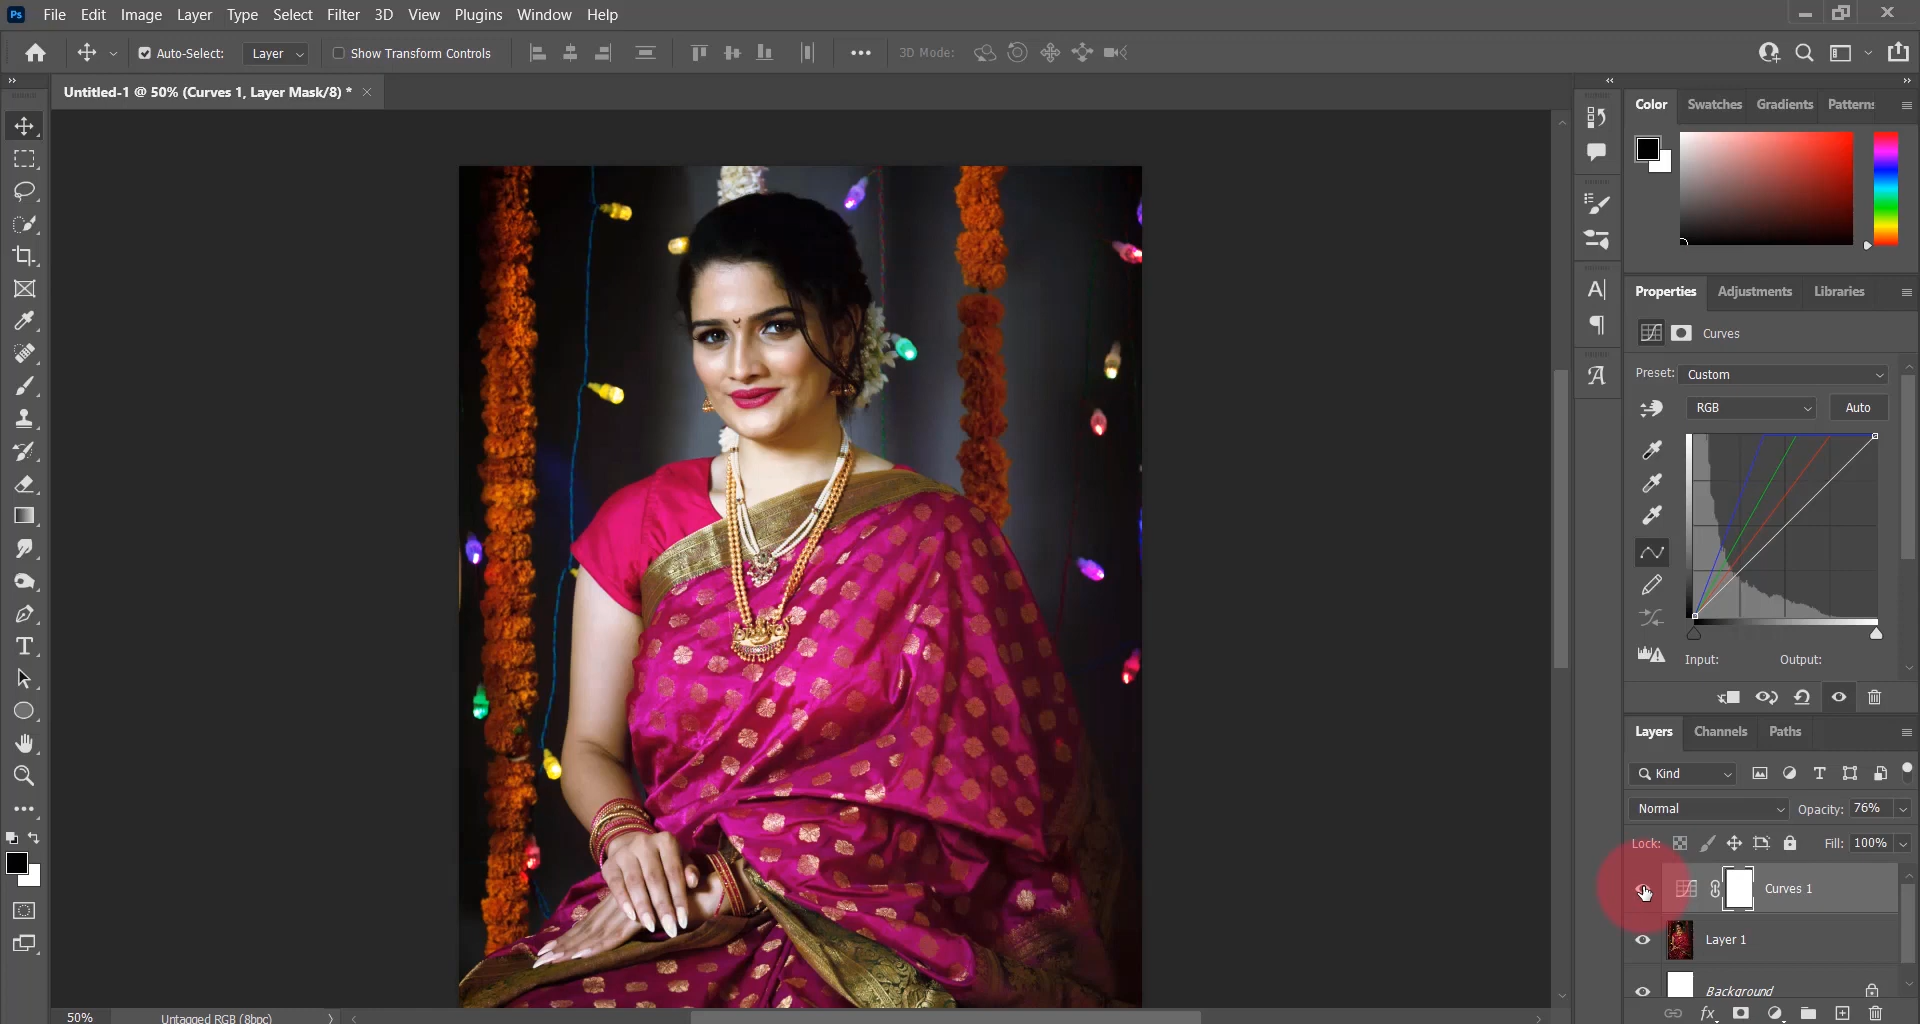 Ps File Edit Image Layer Type Select Filter 3D View Plugins Window Help
Auto-Select: Layer Show Transform Controls 3D Mode:
Untitled-1 @ 50% (Curves 1, Layer Mask/8) *
Color Swatches Gradients Patterns
Properties Adjustments Libraries
Curves
Preset: Custom
RGB Auto
Input: Output:
Layers Channels Paths
Kind
Normal Opacity: 76%
Lock: Fill: 100%
Curves 1
Layer 1
Background
50% Untagged RGB (8bpc)